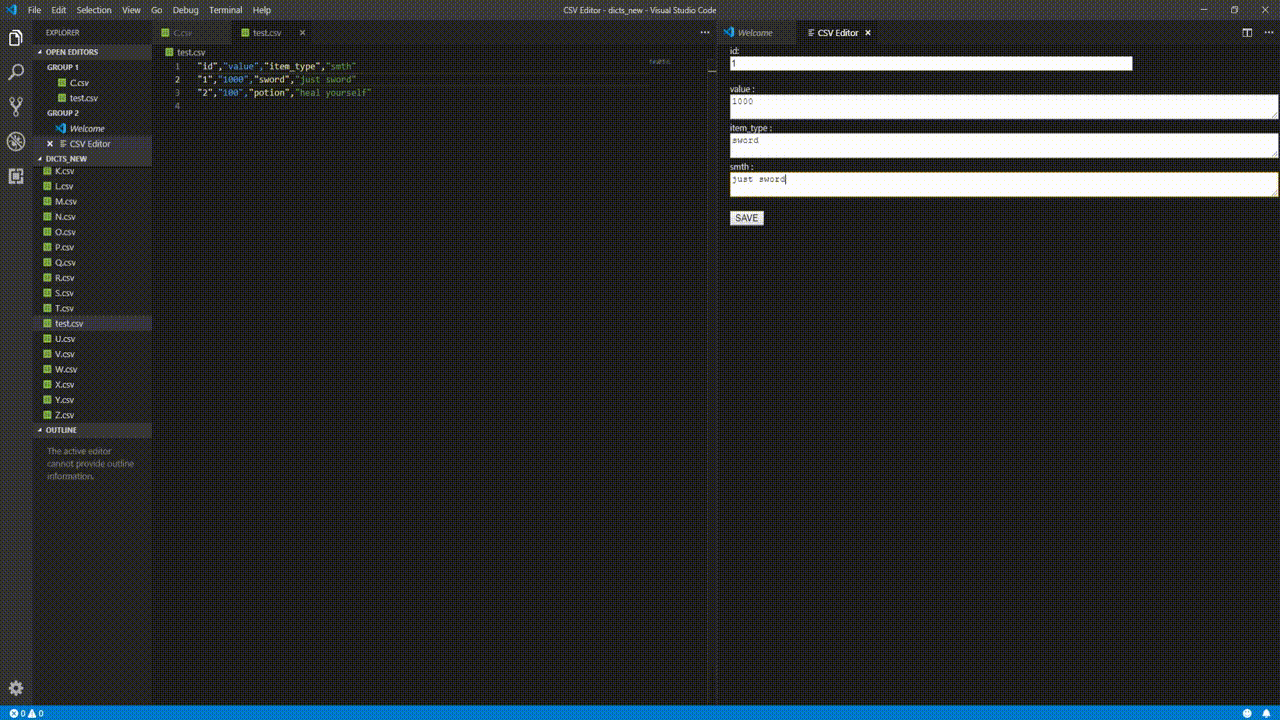 File Edit Selection View Go Debug Terminal Help
CSV Editor - dicts_new - Visual Studio Code
EXPLORER
OPEN EDITORS
GROUP 1
C.csv
test.csv
GROUP 2
Welcome
CSV Editor
DICTS_NEW
K.csv
L.csv
M.csv
N.csv
O.csv
P.csv
Q.csv
R.csv
S.csv
T.csv
test.csv
U.csv
V.csv
W.csv
X.csv
Y.csv
Z.csv
OUTLINE
The active editor
cannot provide outline
information.
C.csv test.csv
test.csv
1 "id","value","item_type","smth"
2 "1","1000","sword","just sword"
3 "2","100","potion","heal yourself"
4
Welcome CSV Editor
id:
1
value :
1000
item_type :
sword
smth :
just sword
SAVE
0 0